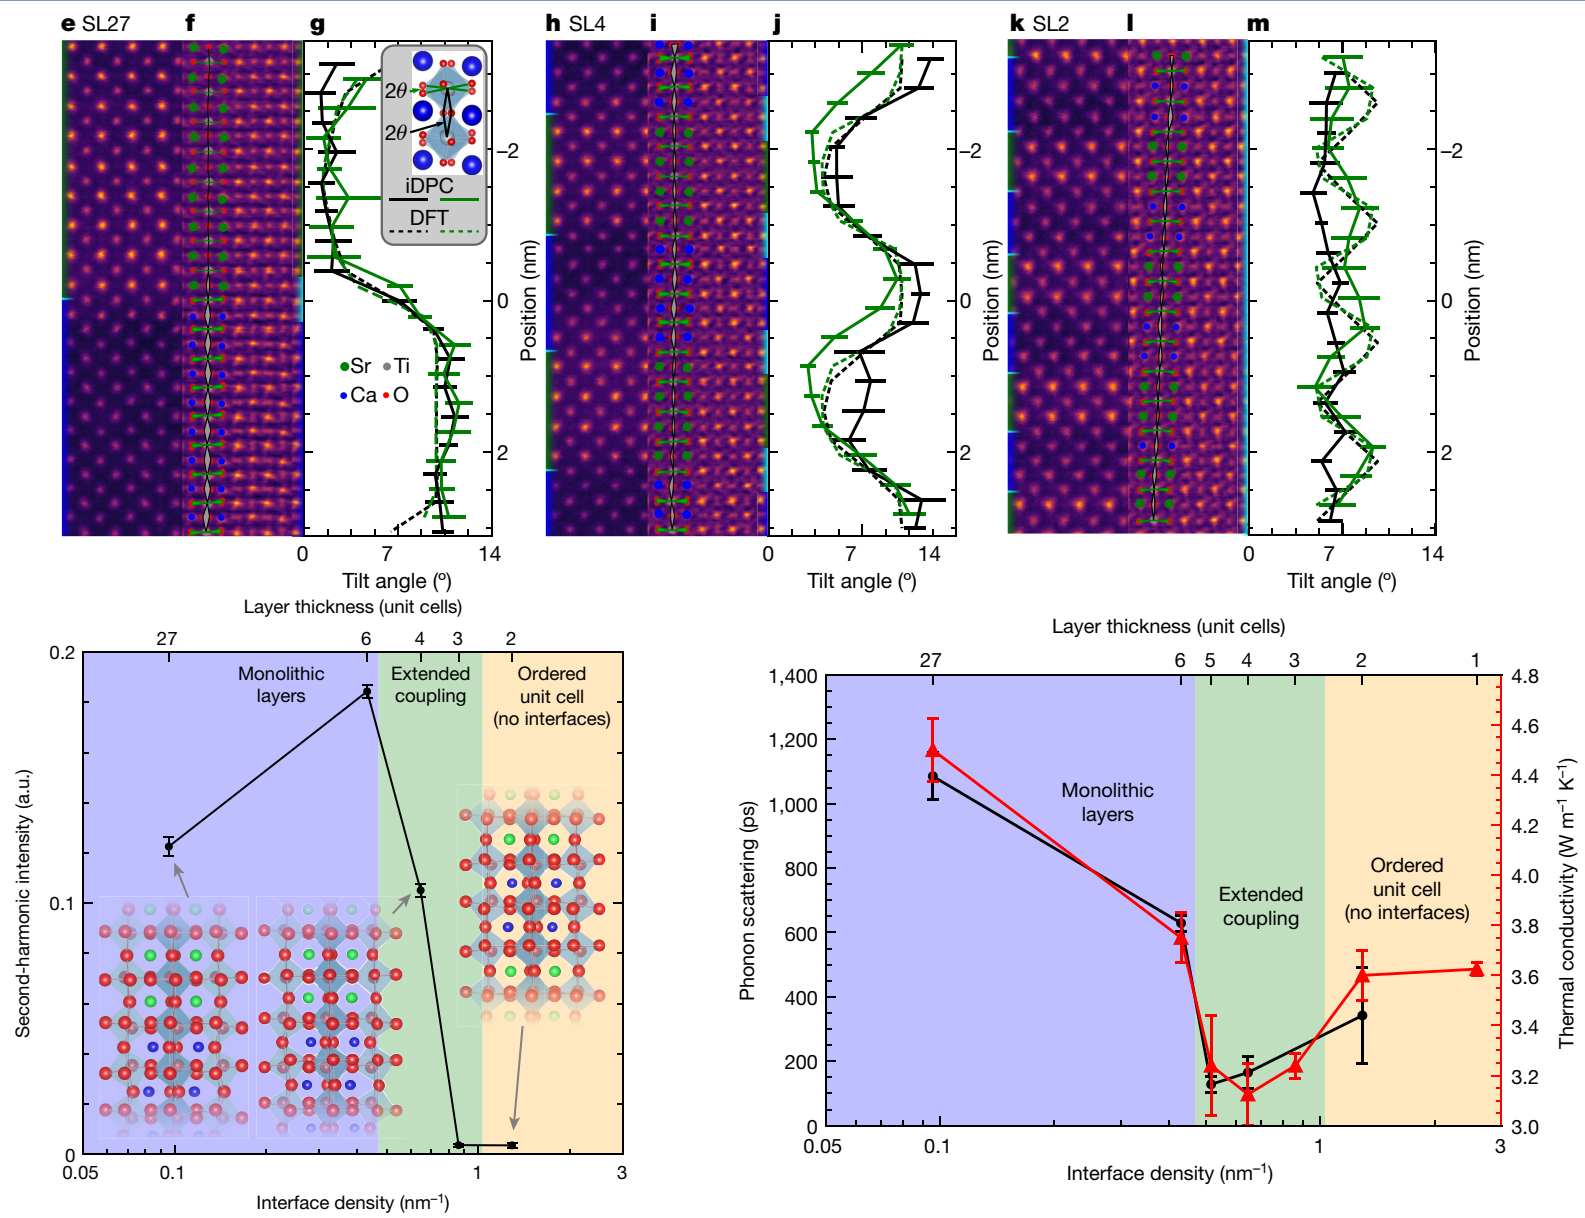 e SL27 f g h SL4 i j k SL2 l m
2θ
2θ
iDPC
DFT
Sr Ti
Ca O
−2
0
2
Position (nm)
0 7 14
Tilt angle (º)
−2
0
2
Position (nm)
0 7 14
Tilt angle (º)
−2
0
2
Position (nm)
0 7 14
Tilt angle (º)
Layer thickness (unit cells)
27 6 4 3 2
0.2
0.1
0
Second-harmonic intensity (a.u.)
Monolithic
layers
Extended
coupling
Ordered
unit cell
(no interfaces)
0.05 0.1 1 3
Interface density (nm−1)
Layer thickness (unit cells)
27 6 5 4 3 2 1
1,400
1,200
1,000
800
600
400
200
0
Phonon scattering (ps)
Monolithic
layers
Extended
coupling
Ordered
unit cell
(no interfaces)
4.8
4.6
4.4
4.2
4.0
3.8
3.6
3.4
3.2
3.0
Thermal conductivity (W m−1 K−1)
0.05 0.1 1 3
Interface density (nm−1)